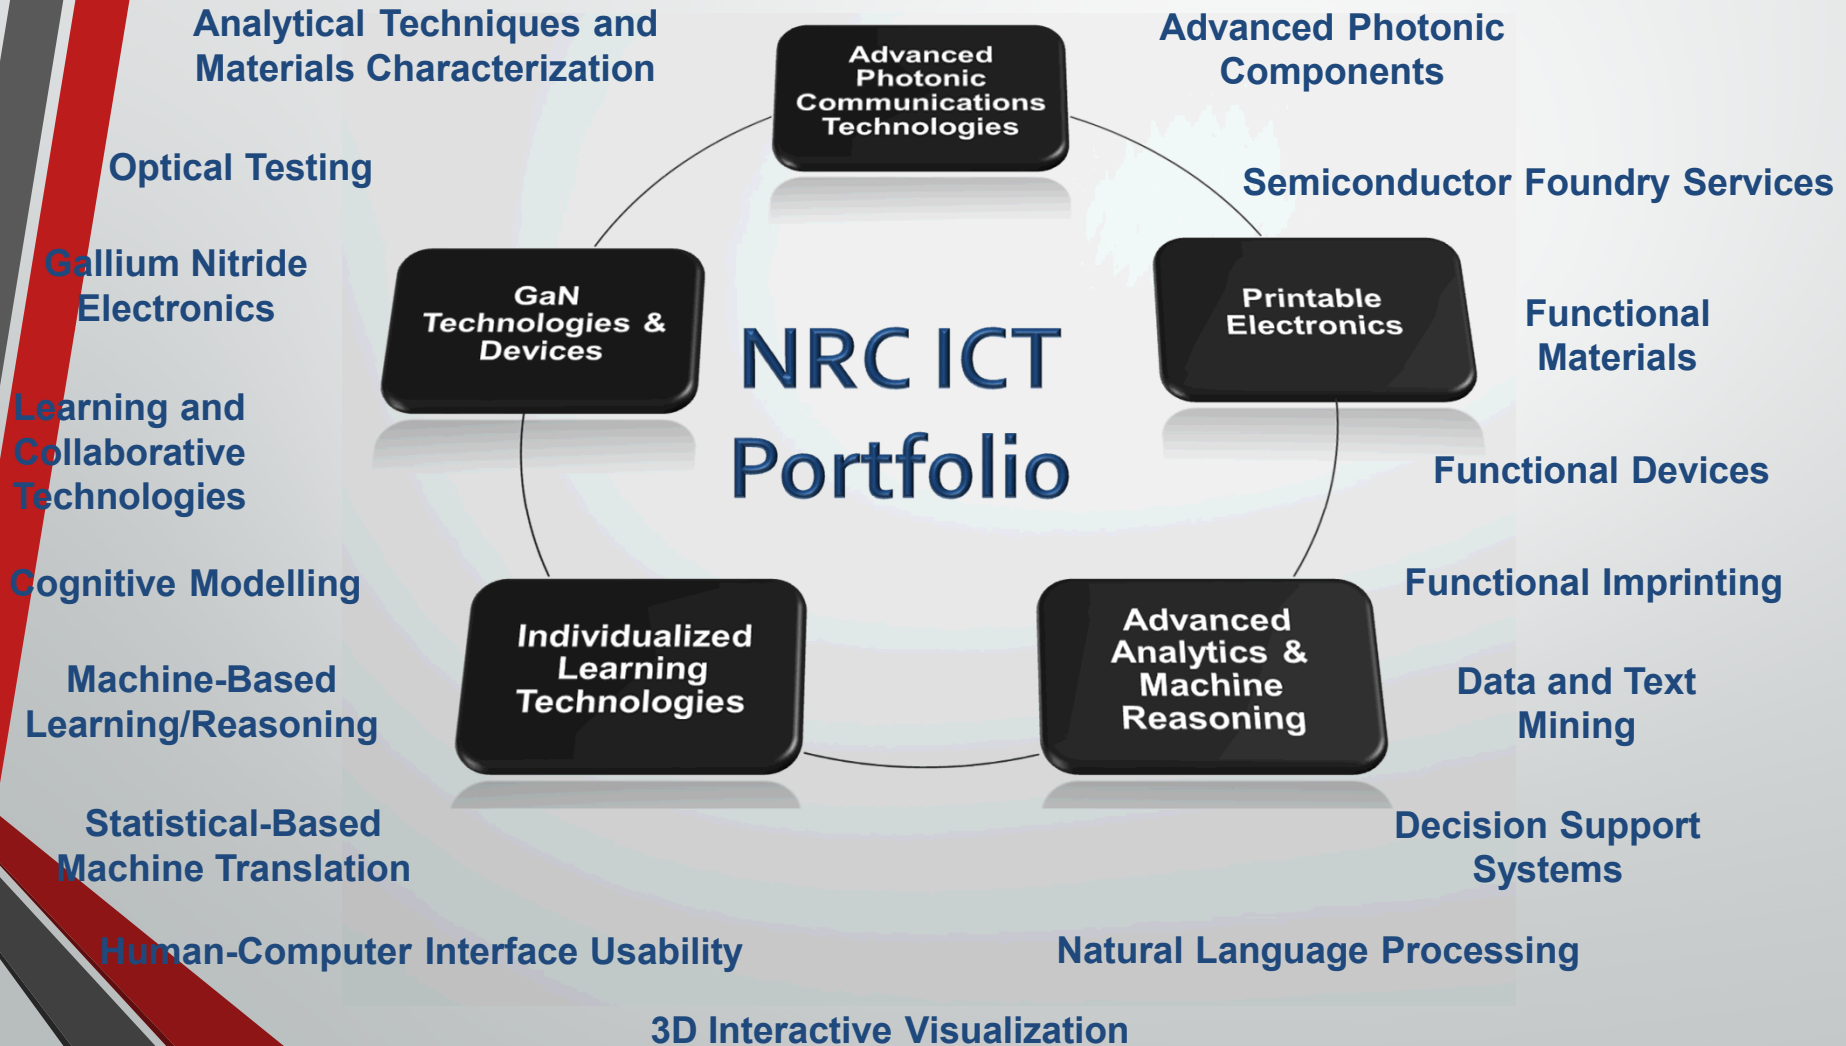 Analytical Techniques and
Materials Characterization
Advanced
Photonic
Communications
Technologies
Advanced Photonic
Components
Optical Testing
Semiconductor Foundry Services
Gallium Nitride
Electronics
GaN
Technologies &
Devices
NRC ICT
Portfolio
Printable
Electronics
Functional
Materials
Learning and
Collaborative
Technologies
Functional Devices
Cognitive Modelling
Functional Imprinting
Individualized
Learning
Technologies
Advanced
Analytics &
Machine
Reasoning
Machine-Based
Learning/Reasoning
Data and Text
Mining
Statistical-Based
Machine Translation
Decision Support
Systems
Human-Computer Interface Usability
Natural Language Processing
3D Interactive Visualization